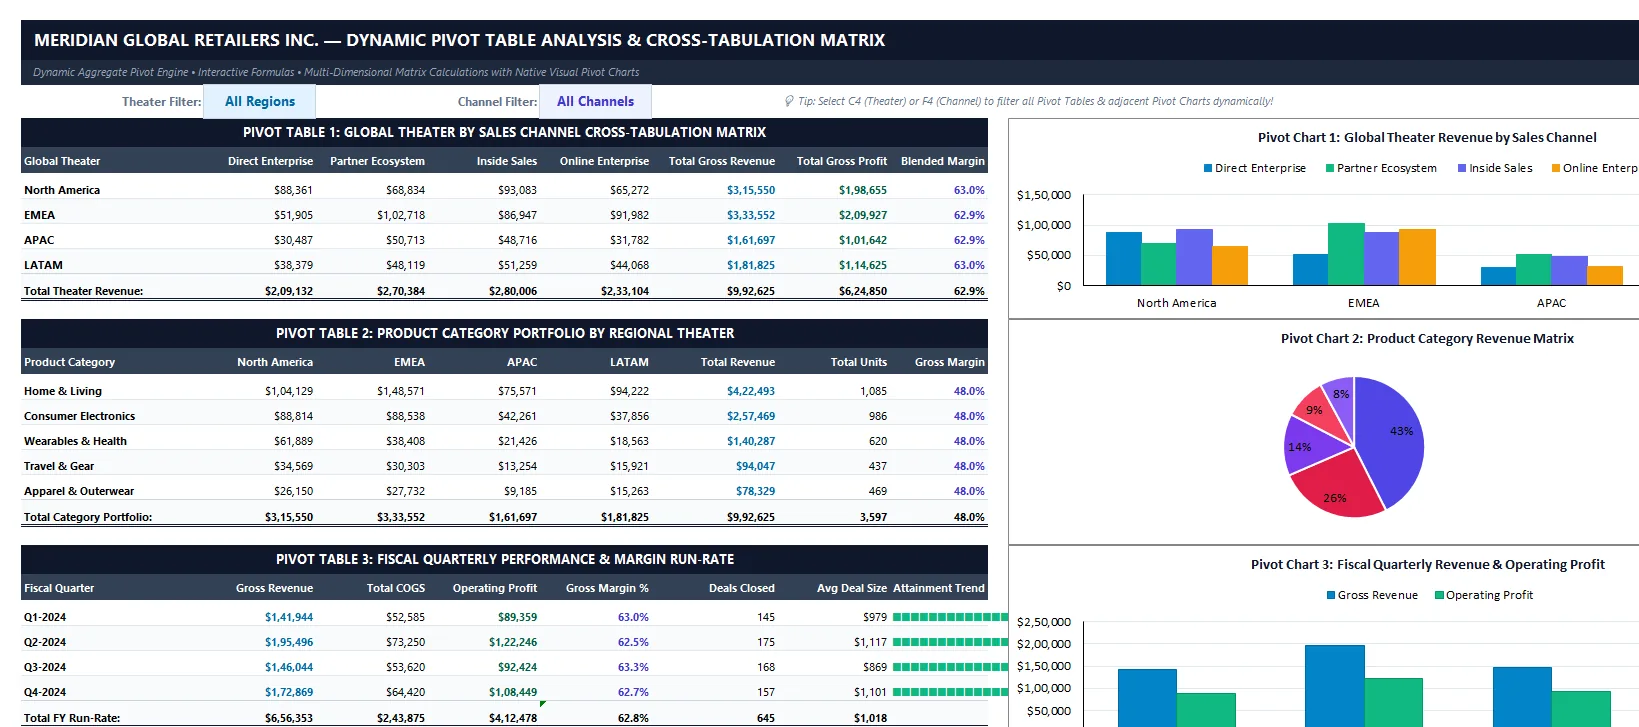 MERIDIAN GLOBAL RETAILERS INC. — DYNAMIC PIVOT TABLE ANALYSIS & CROSS-TABULATION MATRIX
Dynamic Aggregate Pivot Engine • Interactive Formulas • Multi-Dimensional Matrix Calculations with Native Visual Pivot Charts
Theater Filter: All Regions Channel Filter: All Channels 💡 Tip: Select C4 (Theater) or F4 (Channel) to filter all Pivot Tables & adjacent Pivot Charts dynamically!
PIVOT TABLE 1: GLOBAL THEATER BY SALES CHANNEL CROSS-TABULATION MATRIX
Global Theater Direct Enterprise Partner Ecosystem Inside Sales Online Enterprise Total Gross Revenue Total Gross Profit Blended Margin
North America $88,361 $68,834 $93,083 $65,272 $3,15,550 $1,98,655 63.0%
EMEA $51,905 $1,02,718 $86,947 $91,982 $3,33,552 $2,09,927 62.9%
APAC $30,487 $50,713 $48,716 $31,782 $1,61,697 $1,01,642 62.9%
LATAM $38,379 $48,119 $51,259 $44,068 $1,81,825 $1,14,625 63.0%
Total Theater Revenue: $2,09,132 $2,70,384 $2,80,006 $2,33,104 $9,92,625 $6,24,850 62.9%
Pivot Chart 1: Global Theater Revenue by Sales Channel
Direct Enterprise Partner Ecosystem Inside Sales Online Enterp
$1,50,000
$1,00,000
$50,000
$0
North America EMEA APAC
PIVOT TABLE 2: PRODUCT CATEGORY PORTFOLIO BY REGIONAL THEATER
Product Category North America EMEA APAC LATAM Total Revenue Total Units Gross Margin
Home & Living $1,04,129 $1,48,571 $75,571 $94,222 $4,22,493 1,085 48.0%
Consumer Electronics $88,814 $88,538 $42,261 $37,856 $2,57,469 986 48.0%
Wearables & Health $61,889 $38,408 $21,426 $18,563 $1,40,287 620 48.0%
Travel & Gear $34,569 $30,303 $13,254 $15,921 $94,047 437 48.0%
Apparel & Outerwear $26,150 $27,732 $9,185 $15,263 $78,329 469 48.0%
Total Category Portfolio: $3,15,550 $3,33,552 $1,61,697 $1,81,825 $9,92,625 3,597 48.0%
Pivot Chart 2: Product Category Revenue Matrix
8%
9%
43%
14%
26%
PIVOT TABLE 3: FISCAL QUARTERLY PERFORMANCE & MARGIN RUN-RATE
Fiscal Quarter Gross Revenue Total COGS Operating Profit Gross Margin % Deals Closed Avg Deal Size Attainment Trend
Q1-2024 $1,41,944 $52,585 $89,359 63.0% 145 $979
Q2-2024 $1,95,496 $73,250 $1,22,246 62.5% 175 $1,117
Q3-2024 $1,46,044 $53,620 $92,424 63.3% 168 $869
Q4-2024 $1,72,869 $64,420 $1,08,449 62.7% 157 $1,101
Total FY Run-Rate: $6,56,353 $2,43,875 $4,12,478 62.8% 645 $1,018
Pivot Chart 3: Fiscal Quarterly Revenue & Operating Profit
Gross Revenue Operating Profit
$2,50,000
$2,00,000
$1,50,000
$1,00,000
$50,000